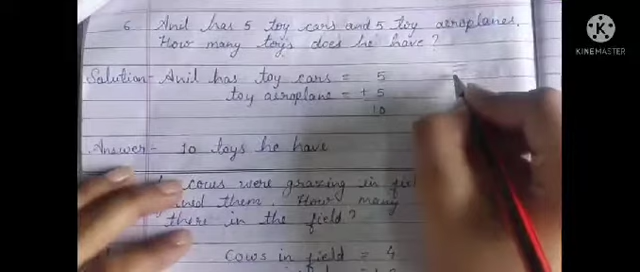 6 Anil has 5 toy cars and 5 toy aeroplanes.
How many toys does he have?
Solution- Anil has toy cars = 5
toy aeroplane = + 5
10
Answer- 10 toys he have
cows were grazing in
them. How many
there in the field?
cows in field = 4
KINEMASTER